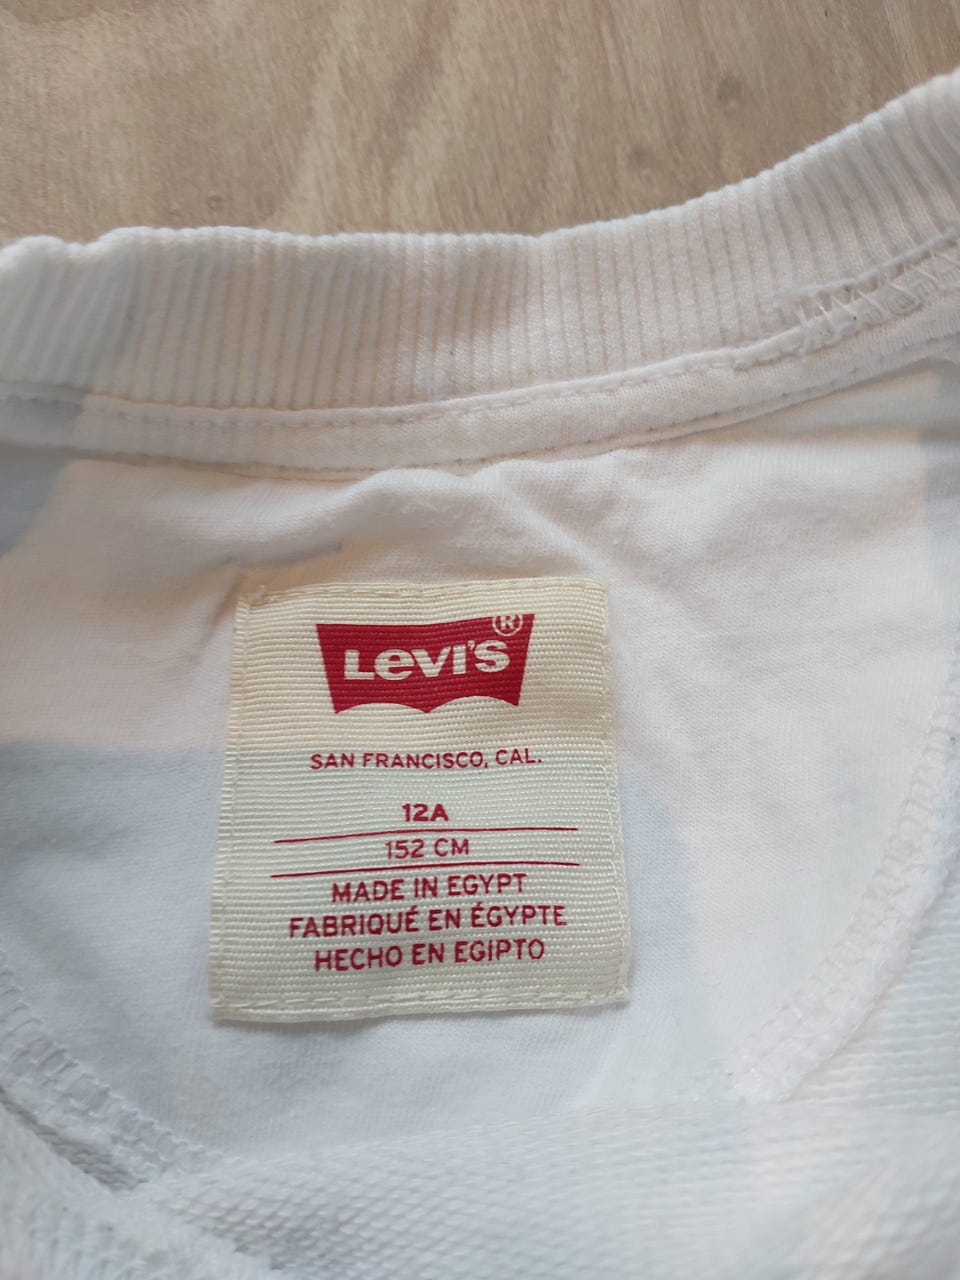 Levi's®
SAN FRANCISCO, CAL.
12A
152 CM
MADE IN EGYPT
FABRIQUÉ EN ÉGYPTE
HECHO EN EGIPTO